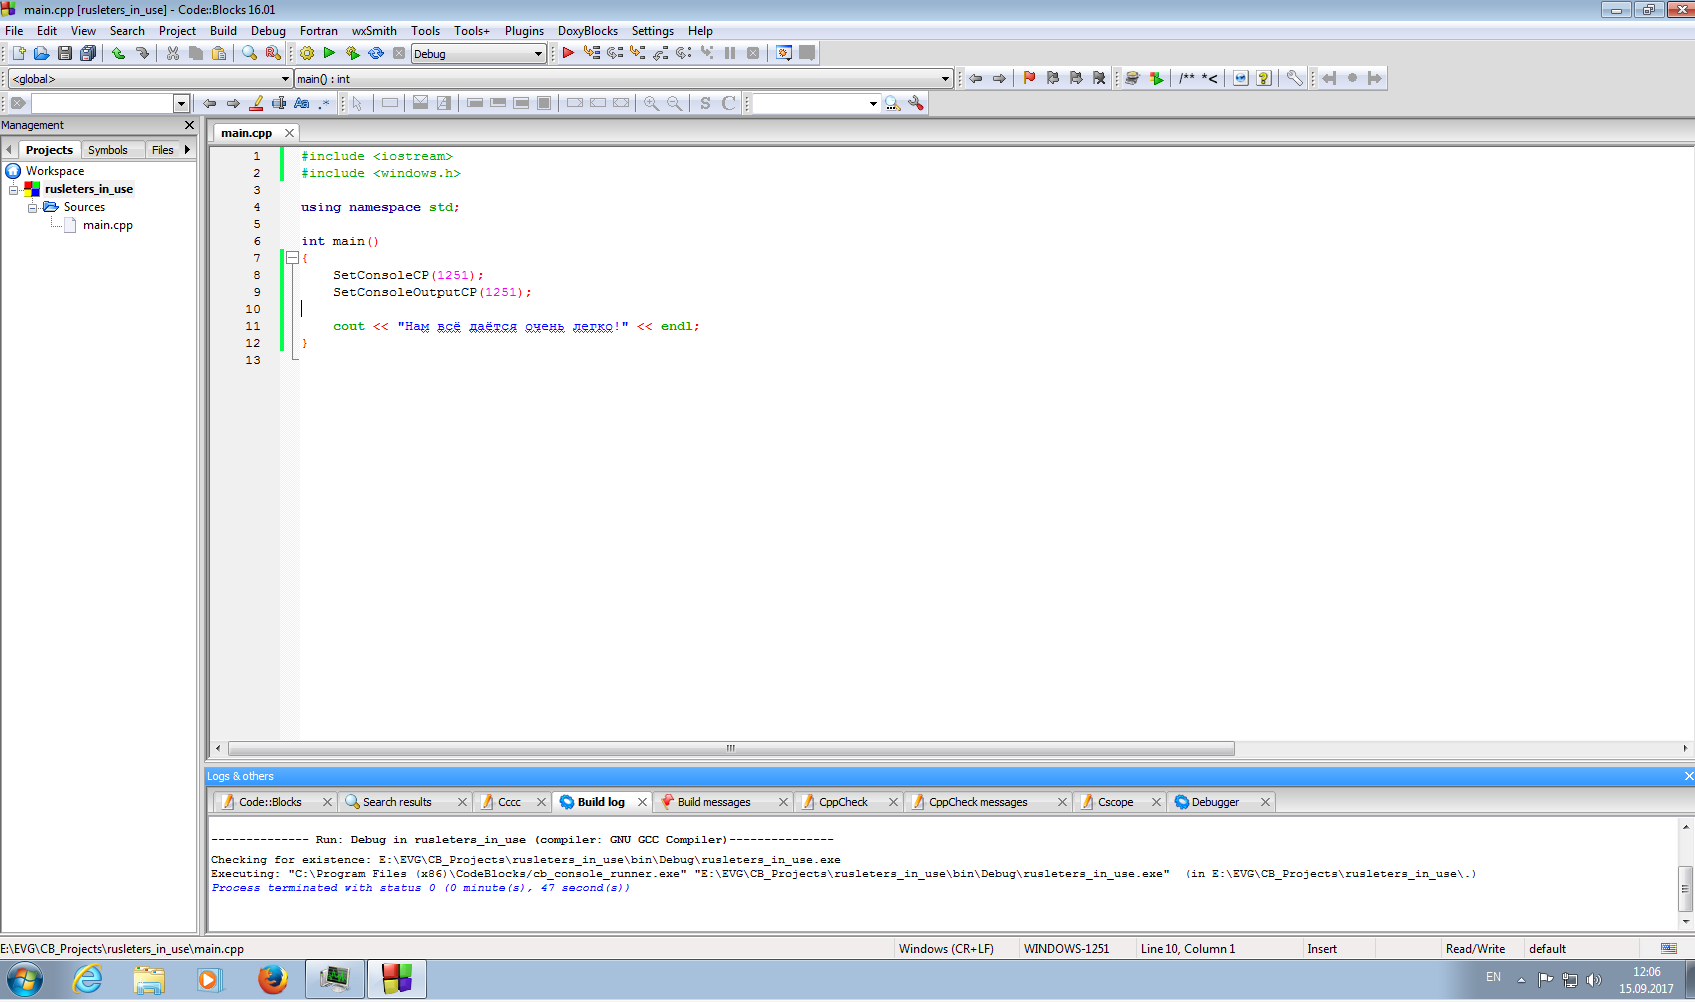 main.cpp [rusleters_in_use] - Code::Blocks 16.01
File Edit View Search Project Build Debug Fortran wxSmith Tools Tools+ Plugins DoxyBlocks Settings Help
Debug
<global> main() : int /** *<
Aa .* S C
Management
main.cpp
Projects Symbols Files
Workspace
rusleters_in_use
Sources
main.cpp
1 #include <iostream>
2 #include <windows.h>
3
4 using namespace std;
5
6 int main()
7 {
8 SetConsoleCP(1251);
9 SetConsoleOutputCP(1251);
10
11 cout << "Нам всё даётся очень легко!" << endl;
12 }
13
Logs & others
Code::Blocks Search results Cccc Build log Build messages CppCheck CppCheck messages Cscope Debugger
-------------- Run: Debug in rusleters_in_use (compiler: GNU GCC Compiler)---------------
Checking for existence: E:\EVG\CB_Projects\rusleters_in_use\bin\Debug\rusleters_in_use.exe
Executing: "C:\Program Files (x86)\CodeBlocks/cb_console_runner.exe" "E:\EVG\CB_Projects\rusleters_in_use\bin\Debug\rusleters_in_use.exe"  (in E:\EVG\CB_Projects\rusleters_in_use\.)
Process terminated with status 0 (0 minute(s), 47 second(s))
E:\EVG\CB_Projects\rusleters_in_use\main.cpp Windows (CR+LF) WINDOWS-1251 Line 10, Column 1 Insert Read/Write default
EN
12:06
15.09.2017